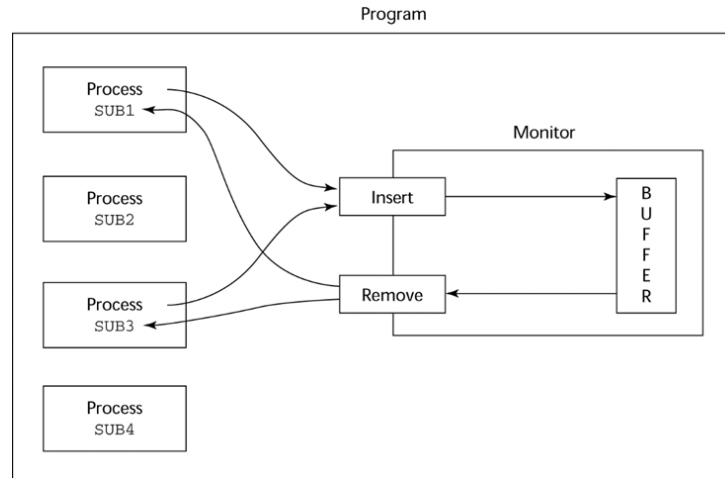 Program
Process
SUB1
Process
SUB2
Process
SUB3
Process
SUB4
Monitor
Insert
Remove
B
U
F
F
E
R